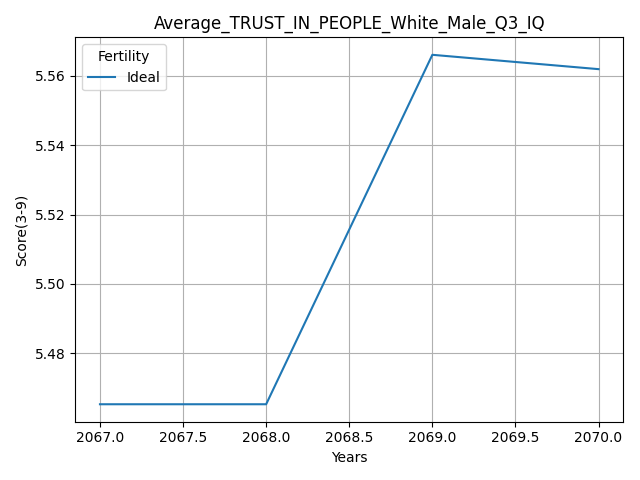 Average_TRUST_IN_PEOPLE_White_Male_Q3_IQ
Fertility
Ideal
Score(3-9)
5.56
5.54
5.52
5.50
5.48
2067.0 2067.5 2068.0 2068.5 2069.0 2069.5 2070.0
Years